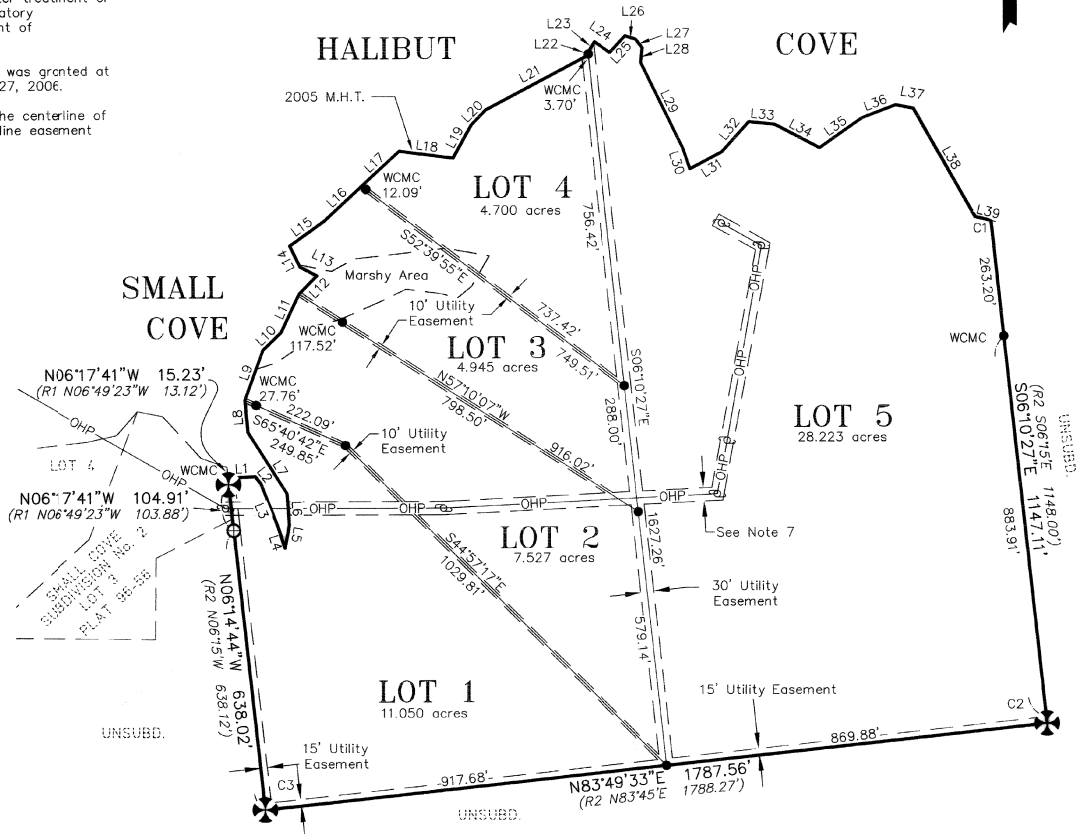 atory
nt of
was granted at
27, 2006.
he centerline of
line easement
HALIBUT
COVE
2005 M.H.T.
L26
L23
L24
L27
L22
L25
L28
WCMC
3.70'
L21
L20
L19
L18
L17
L16
L15
L14
L13
L12
L11
L10
L9
L8
L29
L30
L31
L32
L33
L34
L35
L36
L37
L38
L39
C1
263.20'
WCMC
WCMC
12.09'
LOT 4
4.700 acres
756.42'
S52°39'55"E
737.42'
749.51'
Marshy Area
10' Utility
Easement
SMALL
COVE
WCMC
117.52'
LOT 3
4.945 acres
N57°10'07"W
798.50'
916.02'
S06°10'27"E
288.00'
OHP
OHP
OHP
LOT 5
28.223 acres
S06°10'27"E 1147.11'
(R2 S06°15'E 1148.00')
UNSUBD.
883.91'
N06°17'41"W 15.23'
(R1 N06°49'23"W 13.12')
WCMC
27.76'
222.09'
S65°40'42"E
249.85'
10' Utility
Easement
OHP
LOT 4
OHP
WCMC
L1
L2
L7
L3
L6
L5
L4
N06°17'41"W 104.91'
(R1 N06°49'23"W 103.88')
OHP
OHP
OHP
OHP
See Note 7
LOT 2
7.527 acres
1627.26'
SMALL COVE
SUBDIVISION No. 2
LOT 3
PLAT 96-56
S44°57'17"E
1029.81'
30' Utility
Easement
579.14'
N06°14'44"W 638.02'
(R2 N06°15'W 638.12')
LOT 1
11.050 acres
15' Utility Easement
C2
UNSUBD.
15' Utility
Easement
C3
917.68'
869.88'
N83°49'33"E 1787.56'
(R2 N83°45'E 1788.27')
UNSUBD.